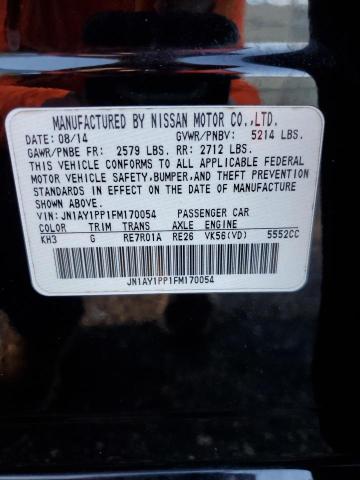 MANUFACTURED BY NISSAN MOTOR CO.,LTD.
DATE: 08/14 GVWR/PNBV: 5214 LBS.
GAWR/PNBE FR: 2579 LBS. RR: 2712 LBS.
THIS VEHICLE CONFORMS TO ALL APPLICABLE FEDERAL
MOTOR VEHICLE SAFETY, BUMPER, AND THEFT PREVENTION
STANDARDS IN EFFECT ON THE DATE OF MANUFACTURE
SHOWN ABOVE.
VIN: JN1AY1PP1FM170054 PASSENGER CAR
COLOR TRIM TRANS AXLE ENGINE
KH3 G RE7R01A RE26 VK56(VD) 5552CC
JN1AY1PP1FM170054